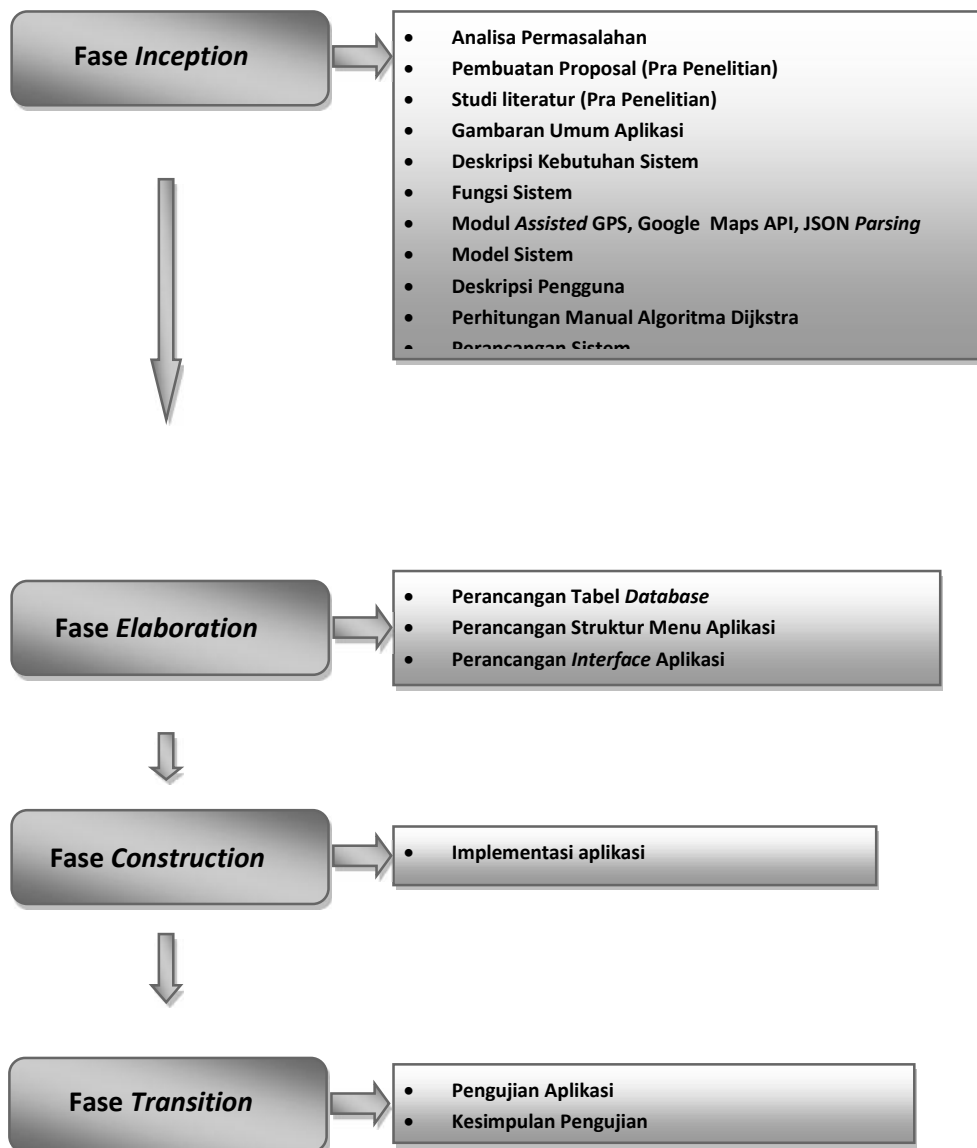 Fase Inception
• Analisa Permasalahan
• Pembuatan Proposal (Pra Penelitian)
• Studi literatur (Pra Penelitian)
• Gambaran Umum Aplikasi
• Deskripsi Kebutuhan Sistem
• Fungsi Sistem
• Modul Assisted GPS, Google Maps API, JSON Parsing
• Model Sistem
• Deskripsi Pengguna
• Perhitungan Manual Algoritma Dijkstra
• Perancangan Sistem
Fase Elaboration
• Perancangan Tabel Database
• Perancangan Struktur Menu Aplikasi
• Perancangan Interface Aplikasi
Fase Construction
• Implementasi aplikasi
Fase Transition
• Pengujian Aplikasi
• Kesimpulan Pengujian